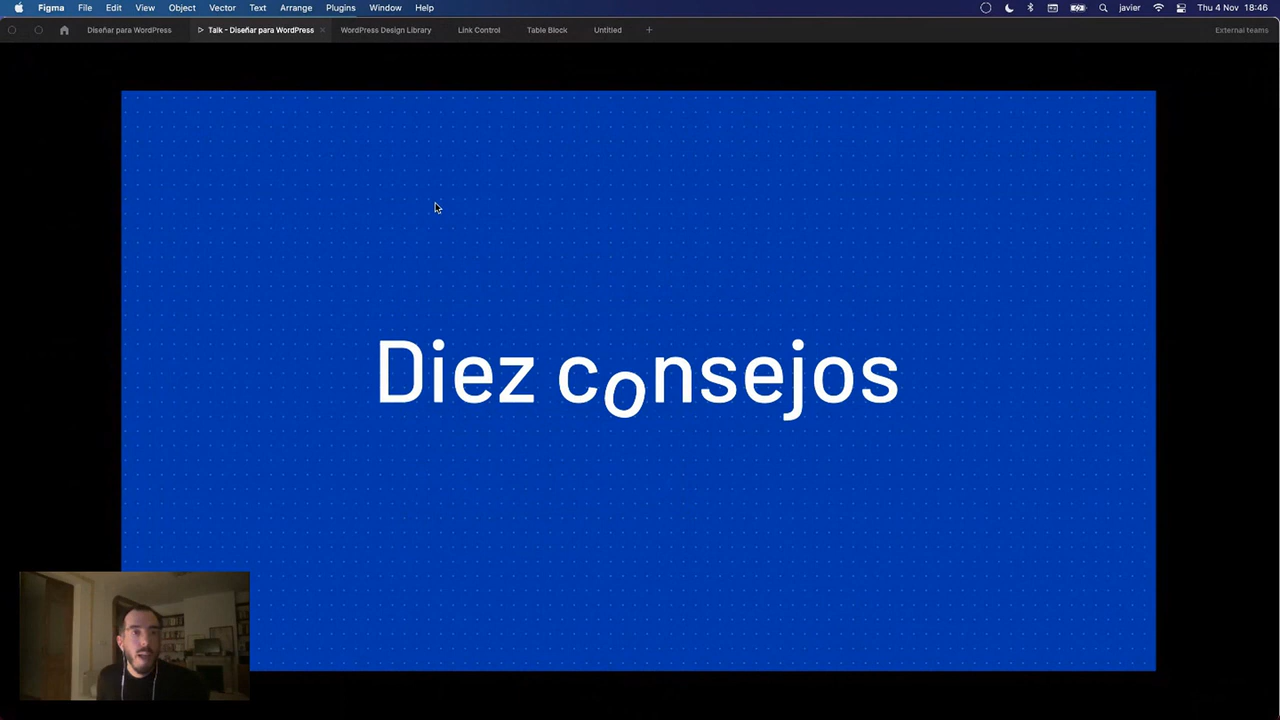 Figma File Edit View Object Vector Text Arrange Plugins Window Help javier Thu 4 Nov 18:46
Diseñar para WordPress Talk - Diseñar para WordPress WordPress Design Library Link Control Table Block Untitled External teams
Diez consejos